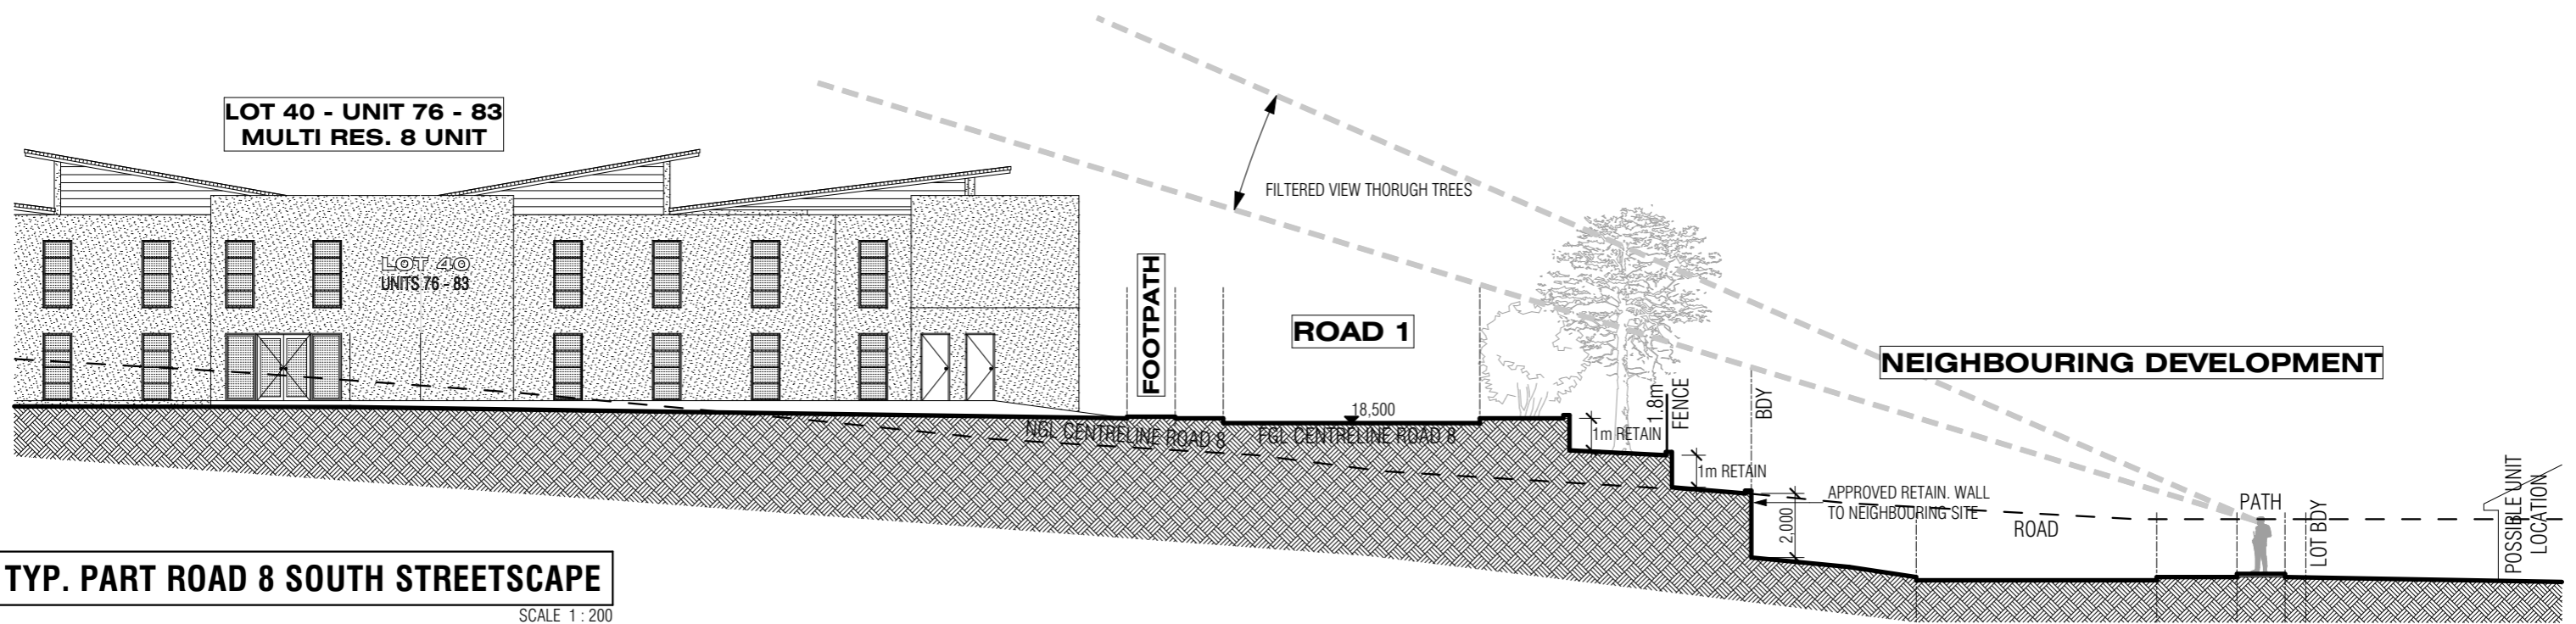 LOT 40 - UNIT 76 - 83
MULTI RES. 8 UNIT
FILTERED VIEW THORUGH TREES
LOT 40
UNITS 76 - 83
FOOTPATH
ROAD 1
NEIGHBOURING DEVELOPMENT
18,500
NGL CENTRELINE ROAD 8
FGL CENTRELINE ROAD 8
1m RETAIN
1.8m
FENCE
BDY
1m RETAIN
APPROVED RETAIN. WALL
TO NEIGHBOURING SITE
2,000
ROAD
PATH
LOT BDY
POSSIBLE UNIT
LOCATION
TYP. PART ROAD 8 SOUTH STREETSCAPE
SCALE 1 : 200